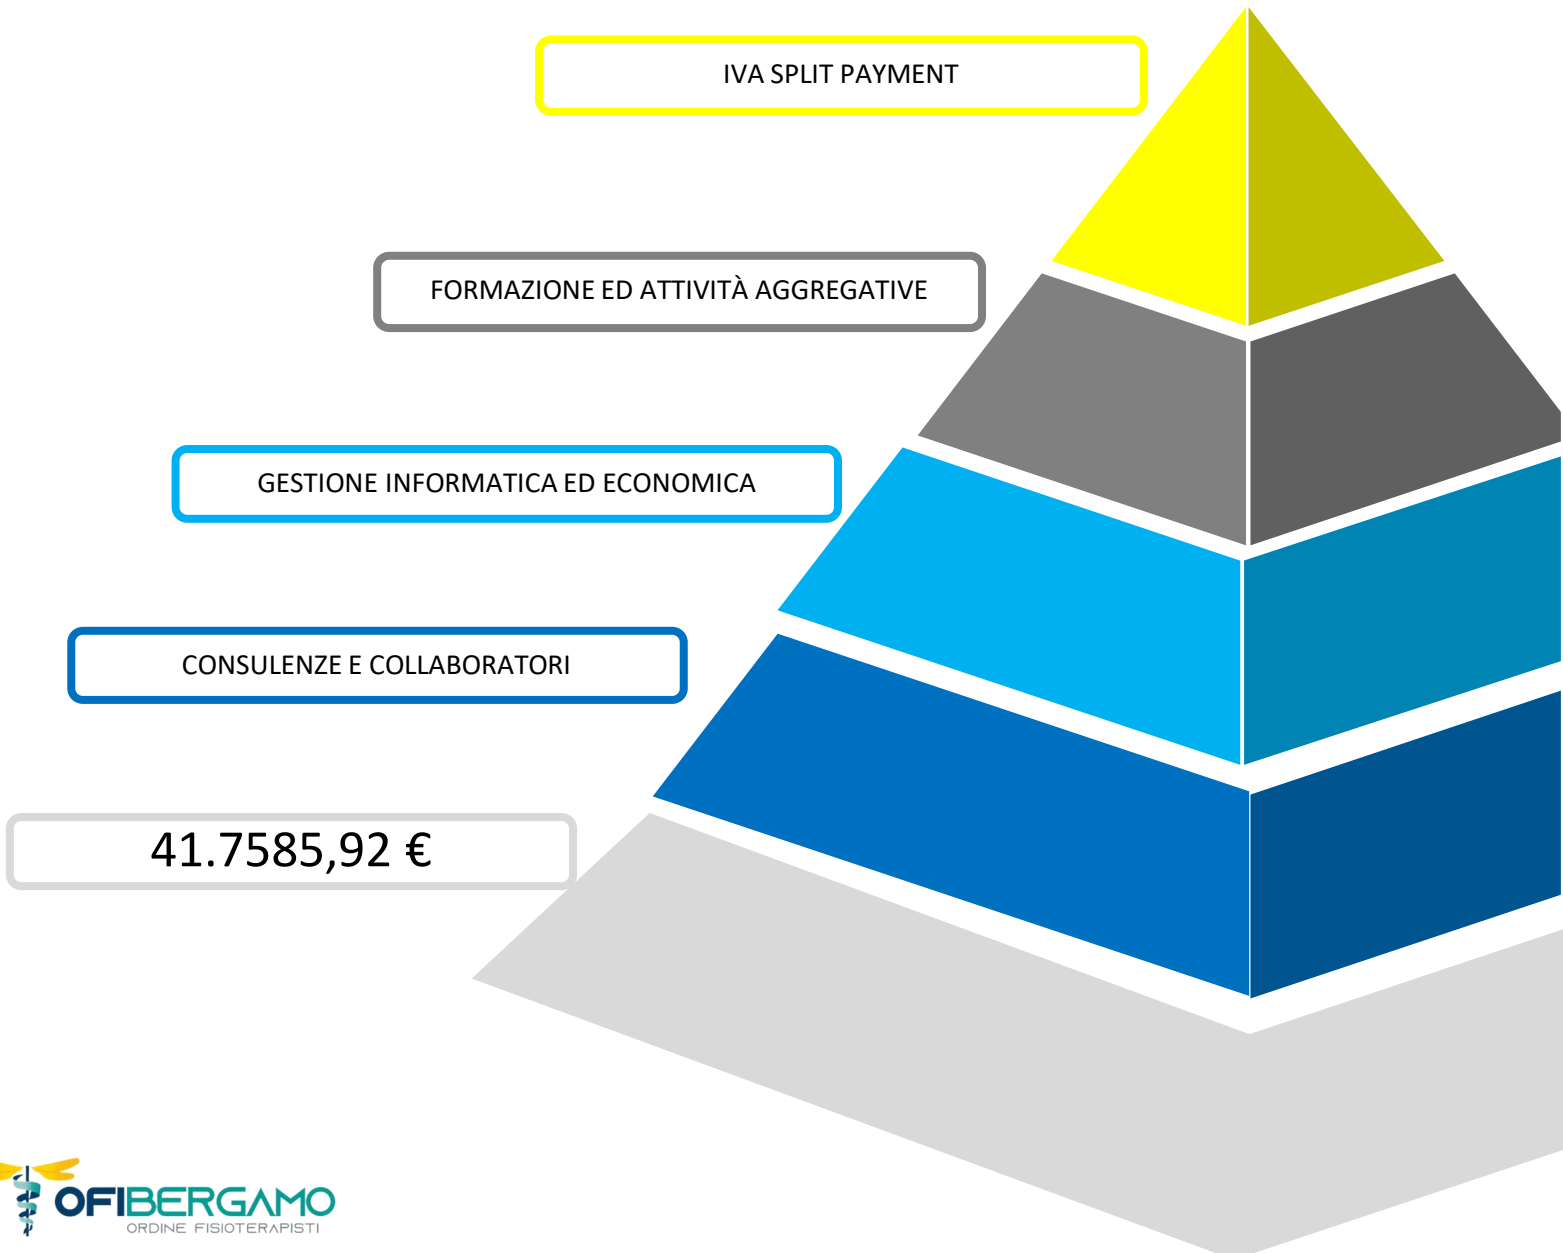 IVA SPLIT PAYMENT
FORMAZIONE ED ATTIVITÀ AGGREGATIVE
GESTIONE INFORMATICA ED ECONOMICA
CONSULENZE E COLLABORATORI
41.7585,92 €
OFIBERGAMO
ORDINE FISIOTERAPISTI